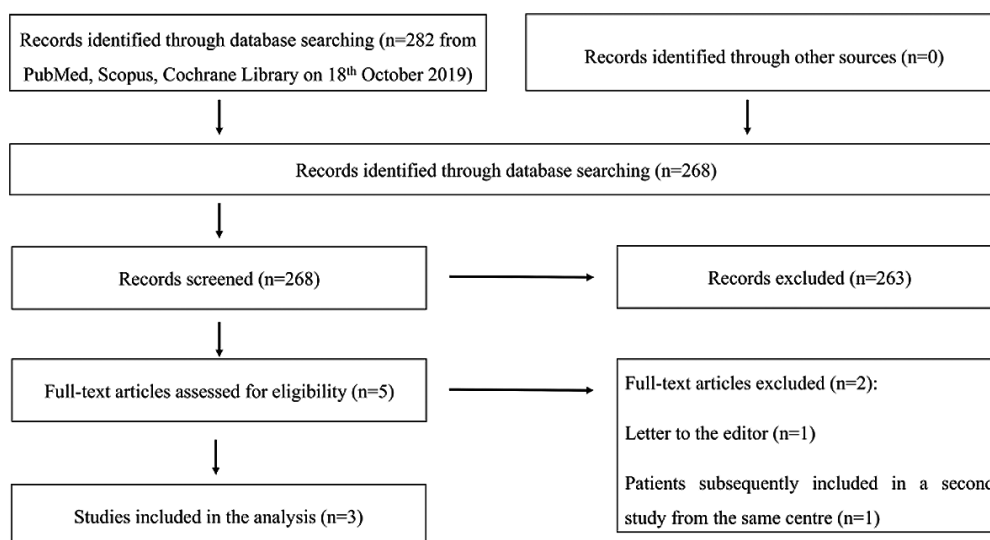 Records identified through database searching (n=282 from
PubMed, Scopus, Cochrane Library on 18th October 2019)
Records identified through other sources (n=0)
Records identified through database searching (n=268)
Records screened (n=268)
Records excluded (n=263)
Full-text articles assessed for eligibility (n=5)
Full-text articles excluded (n=2):
Letter to the editor (n=1)
Patients subsequently included in a second
study from the same centre (n=1)
Studies included in the analysis (n=3)